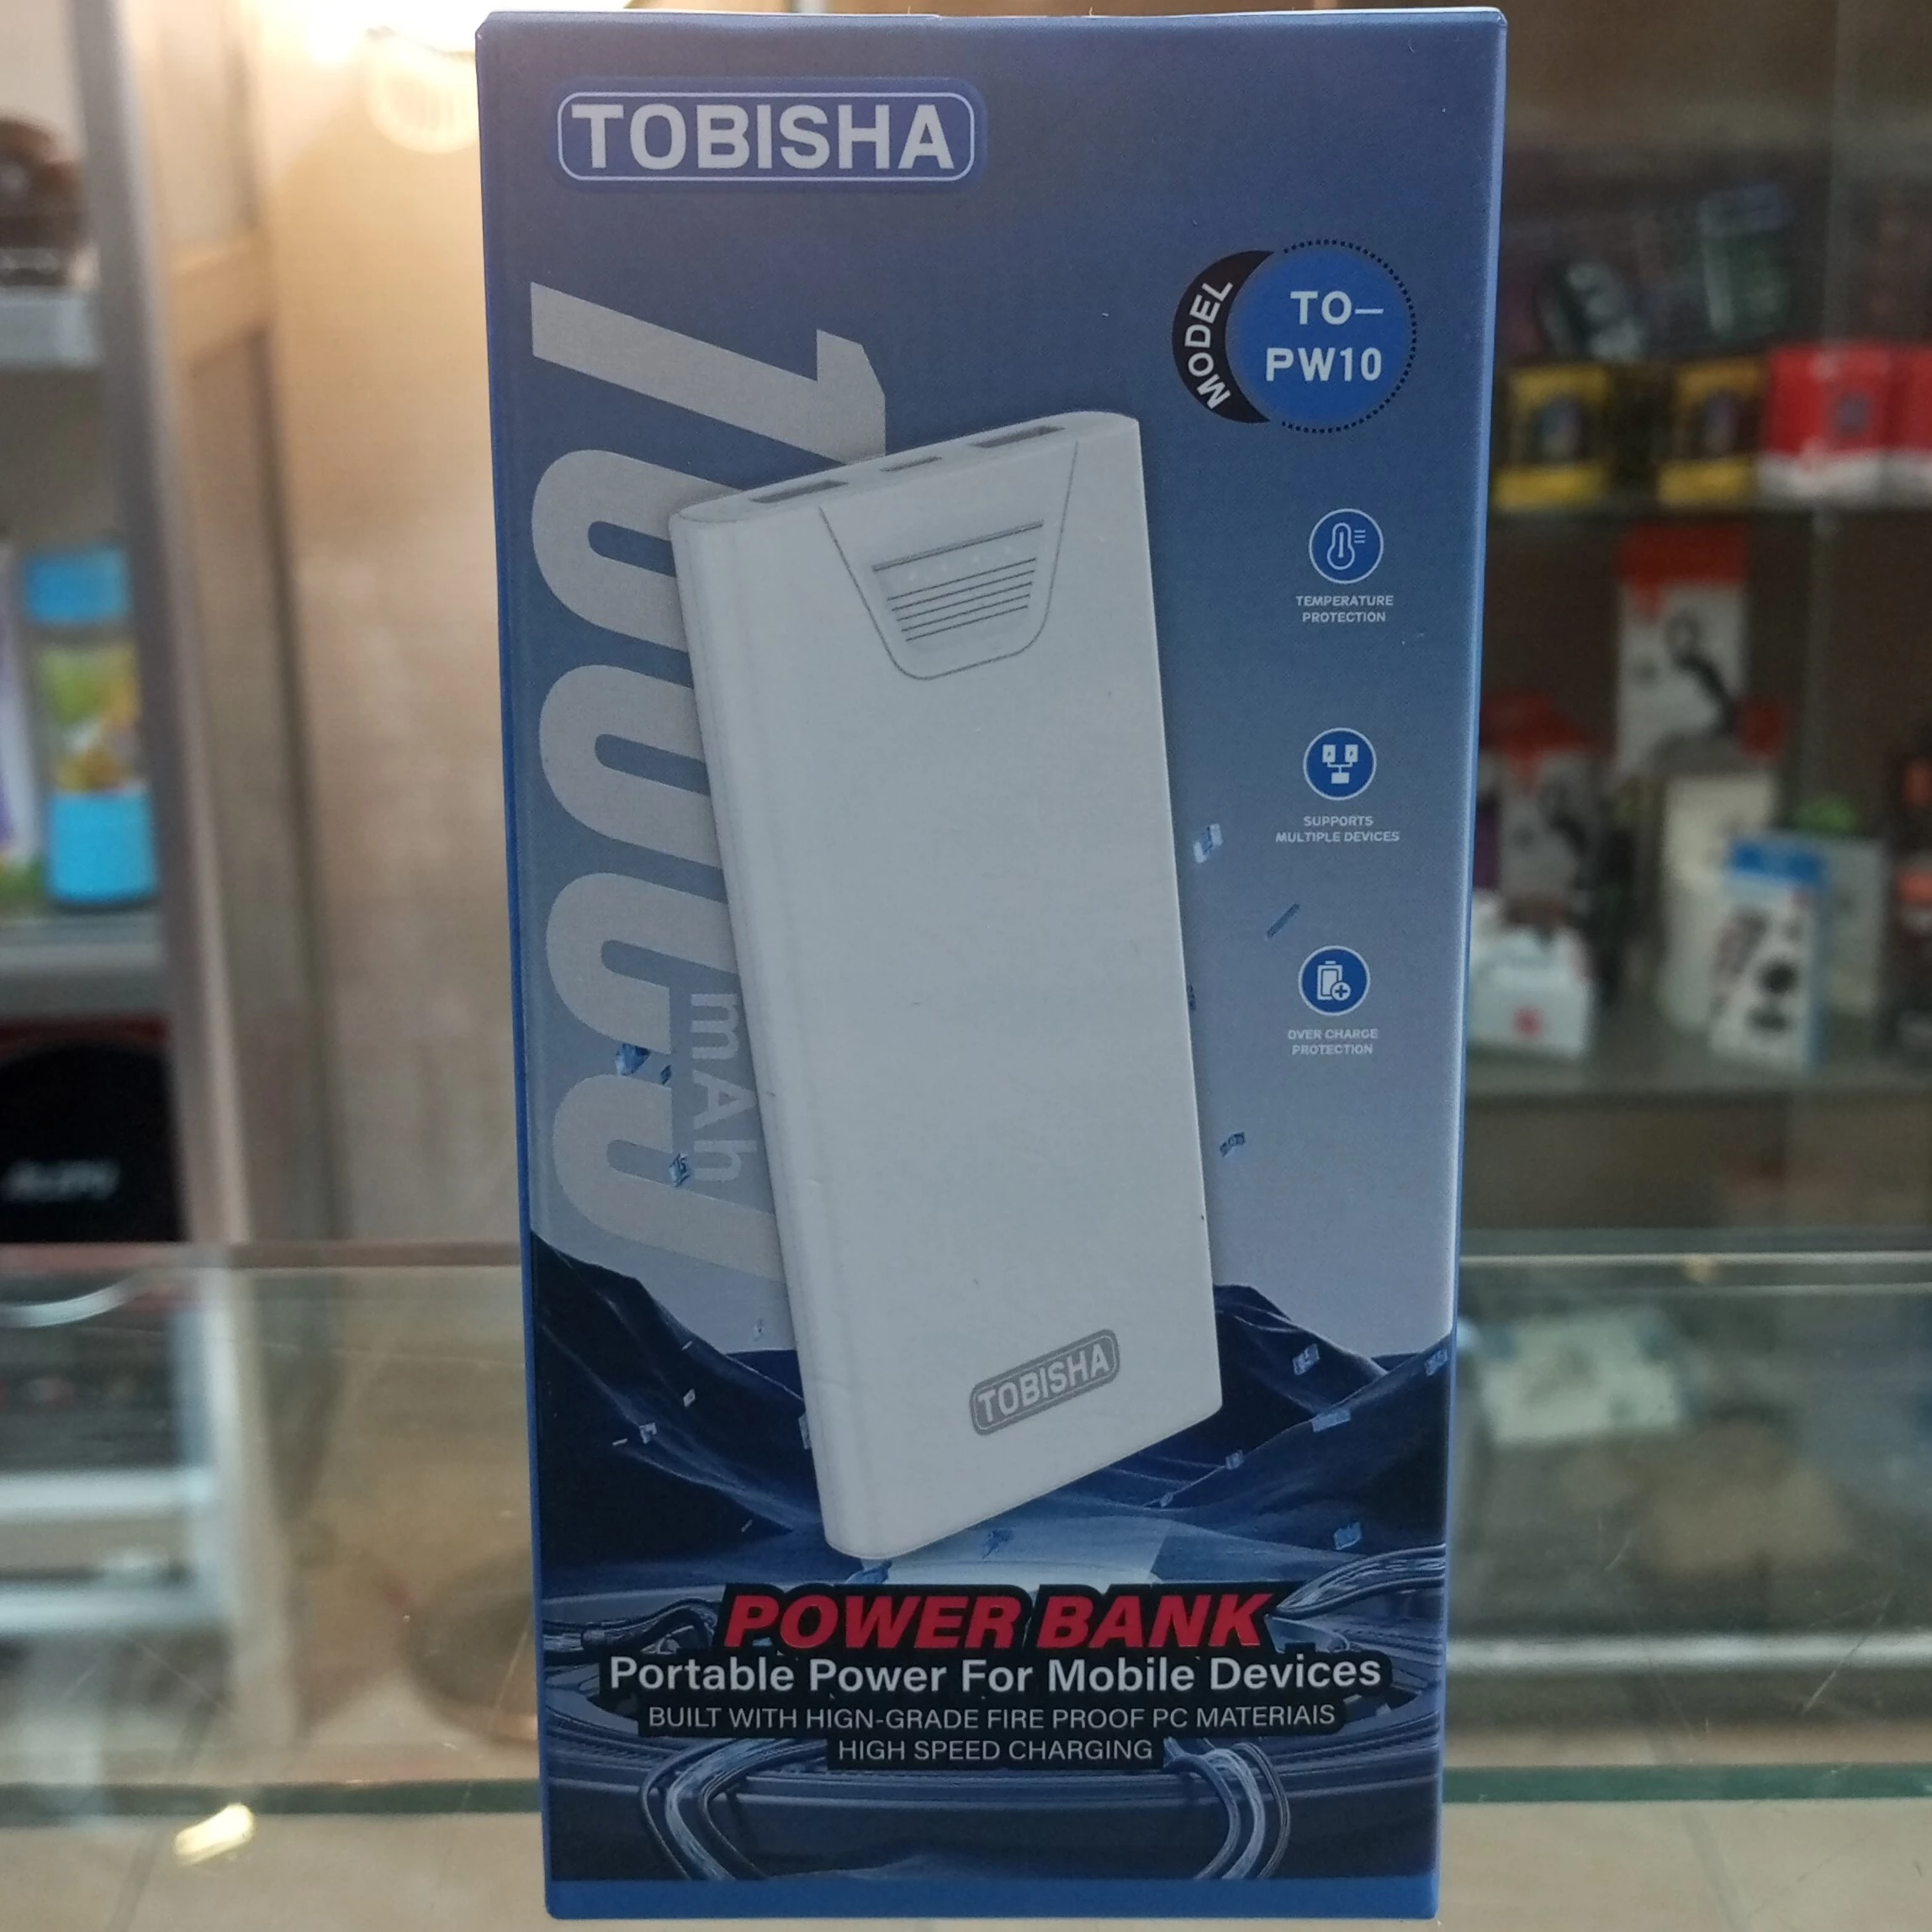 TOBISHA
MODEL
TO-
PW10
10000
mAh
TEMPERATURE
PROTECTION
SUPPORTS
MULTIPLE DEVICES
OVER CHARGE
PROTECTION
TOBISHA
POWER BANK
Portable Power For Mobile Devices
BUILT WITH HIGN-GRADE FIRE PROOF PC MATERIAIS
HIGH SPEED CHARGING